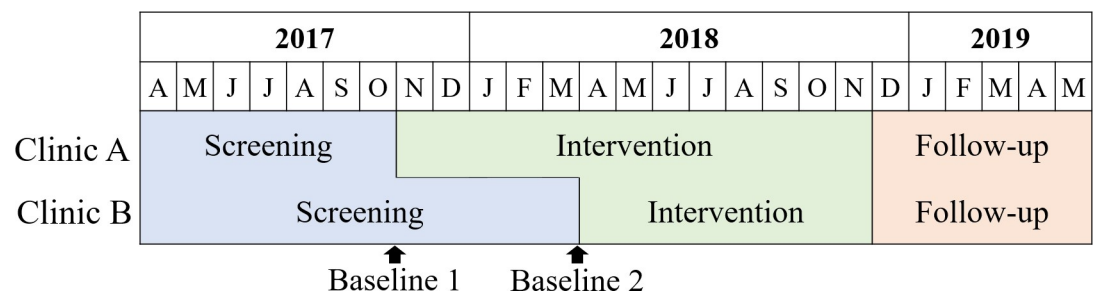 2017 2018 2019
A M J J A S O N D J F M A M J J A S O N D J F M A M
Clinic A Screening Intervention Follow-up
Clinic B Screening Intervention Follow-up
Baseline 1 Baseline 2